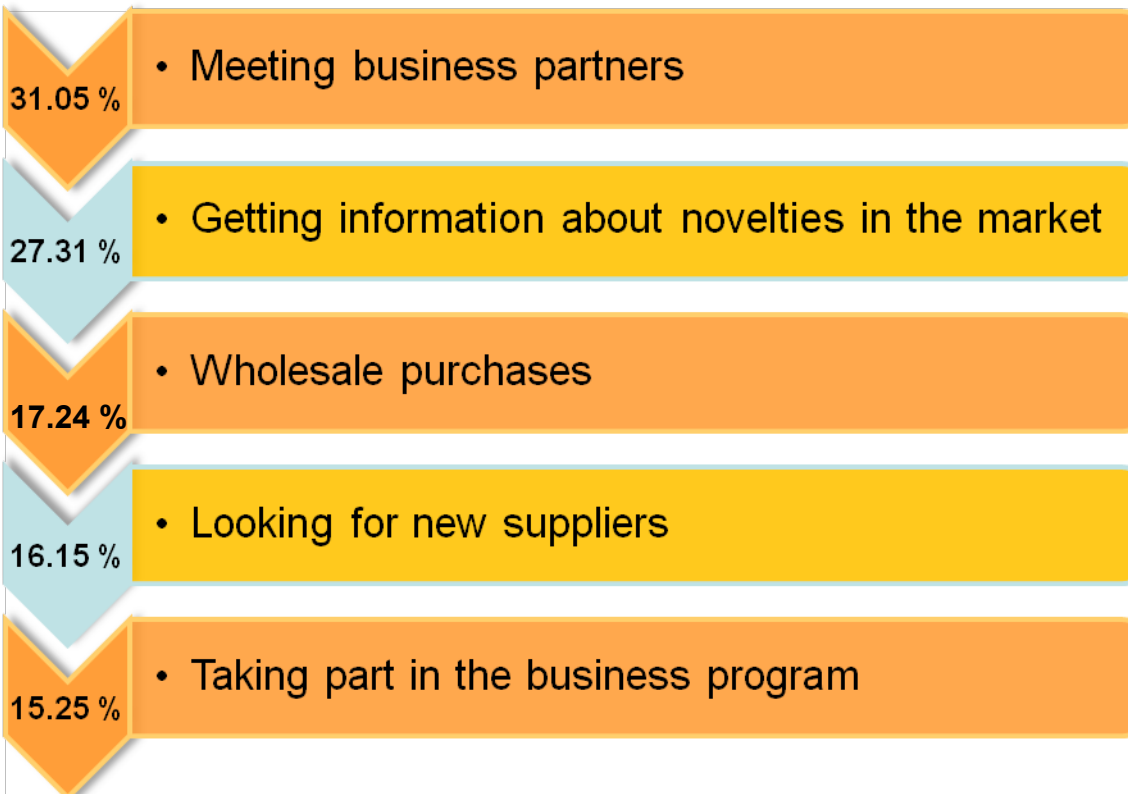 31.05 %
• Meeting business partners
27.31 %
• Getting information about novelties in the market
17.24 %
• Wholesale purchases
16.15 %
• Looking for new suppliers
15.25 %
• Taking part in the business program